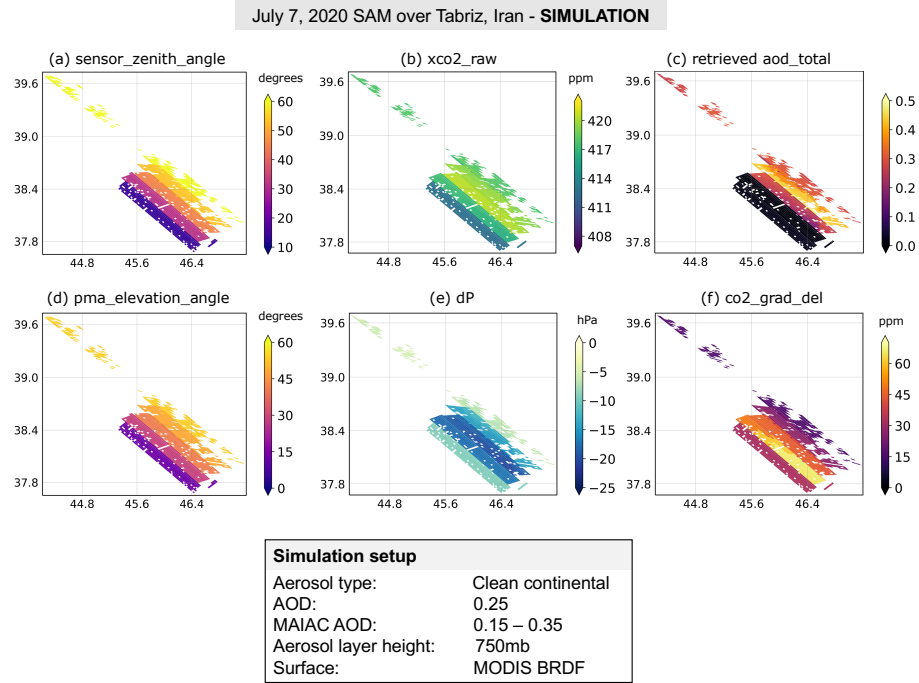 July 7, 2020 SAM over Tabriz, Iran - SIMULATION
(a) sensor_zenith_angle
degrees
39.6
39.0
38.4
37.8
44.8 45.6 46.4
60
50
40
30
20
10
(b) xco2_raw
ppm
44.8 45.6 46.4
420
417
414
411
408
(c) retrieved aod_total
39.6
39.0
38.4
37.8
44.8 45.6 46.4
0.5
0.4
0.3
0.2
0.1
0.0
(d) pma_elevation_angle
degrees
39.6
39.0
38.4
37.8
44.8 45.6 46.4
60
45
30
15
0
(e) dP
hPa
39.6
39.0
38.4
37.8
44.8 45.6 46.4
0
−5
−10
−15
−20
−25
(f) co2_grad_del
ppm
39.6
39.0
38.4
37.8
44.8 45.6 46.4
60
45
30
15
0
Simulation setup
Aerosol type: Clean continental
AOD: 0.25
MAIAC AOD: 0.15 – 0.35
Aerosol layer height: 750mb
Surface: MODIS BRDF